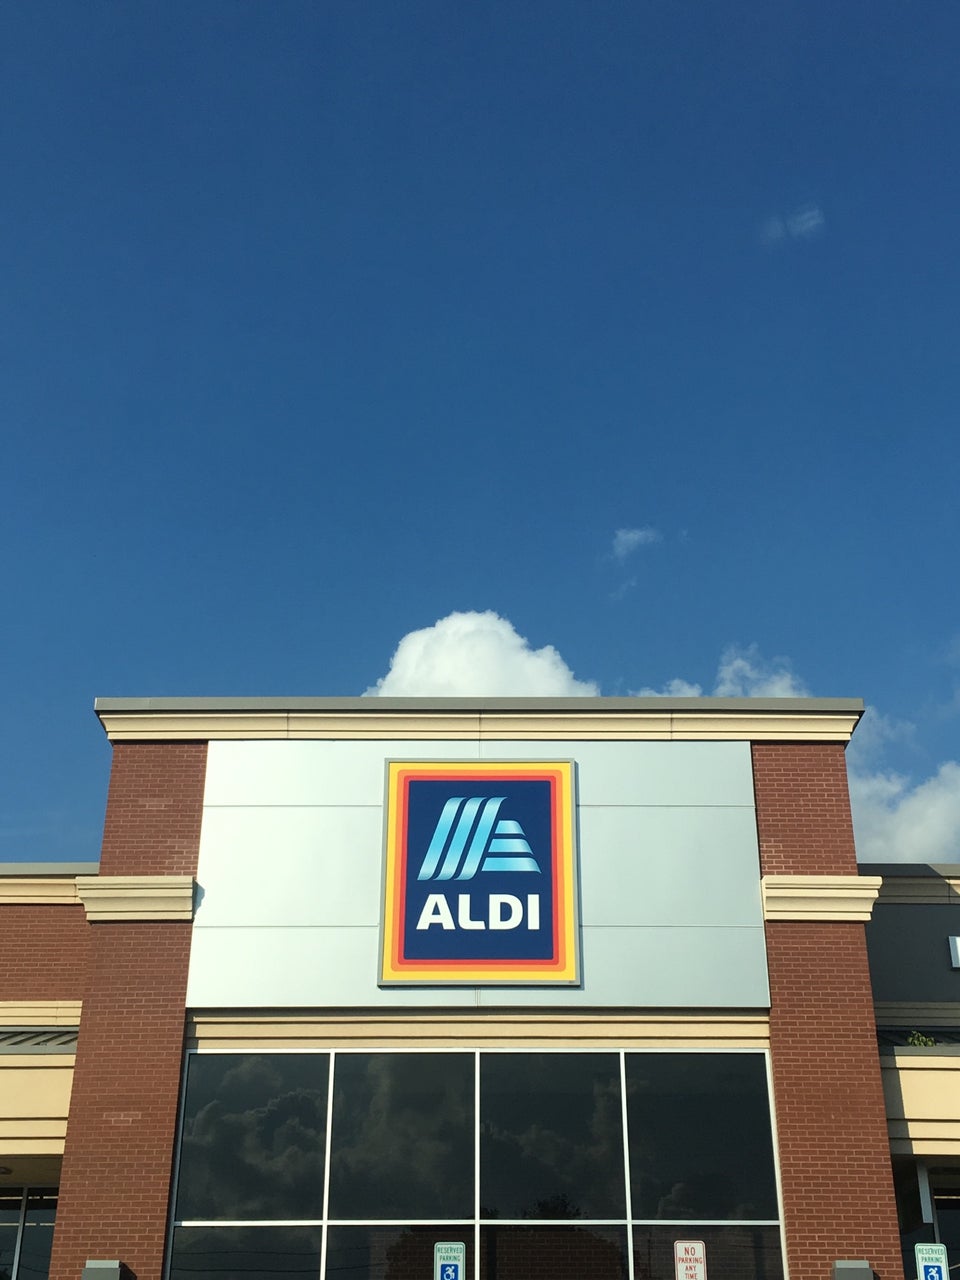 ALDI
RESERVED
PARKING
NO
PARKING
ANY
TIME
RESERVED
PARKING